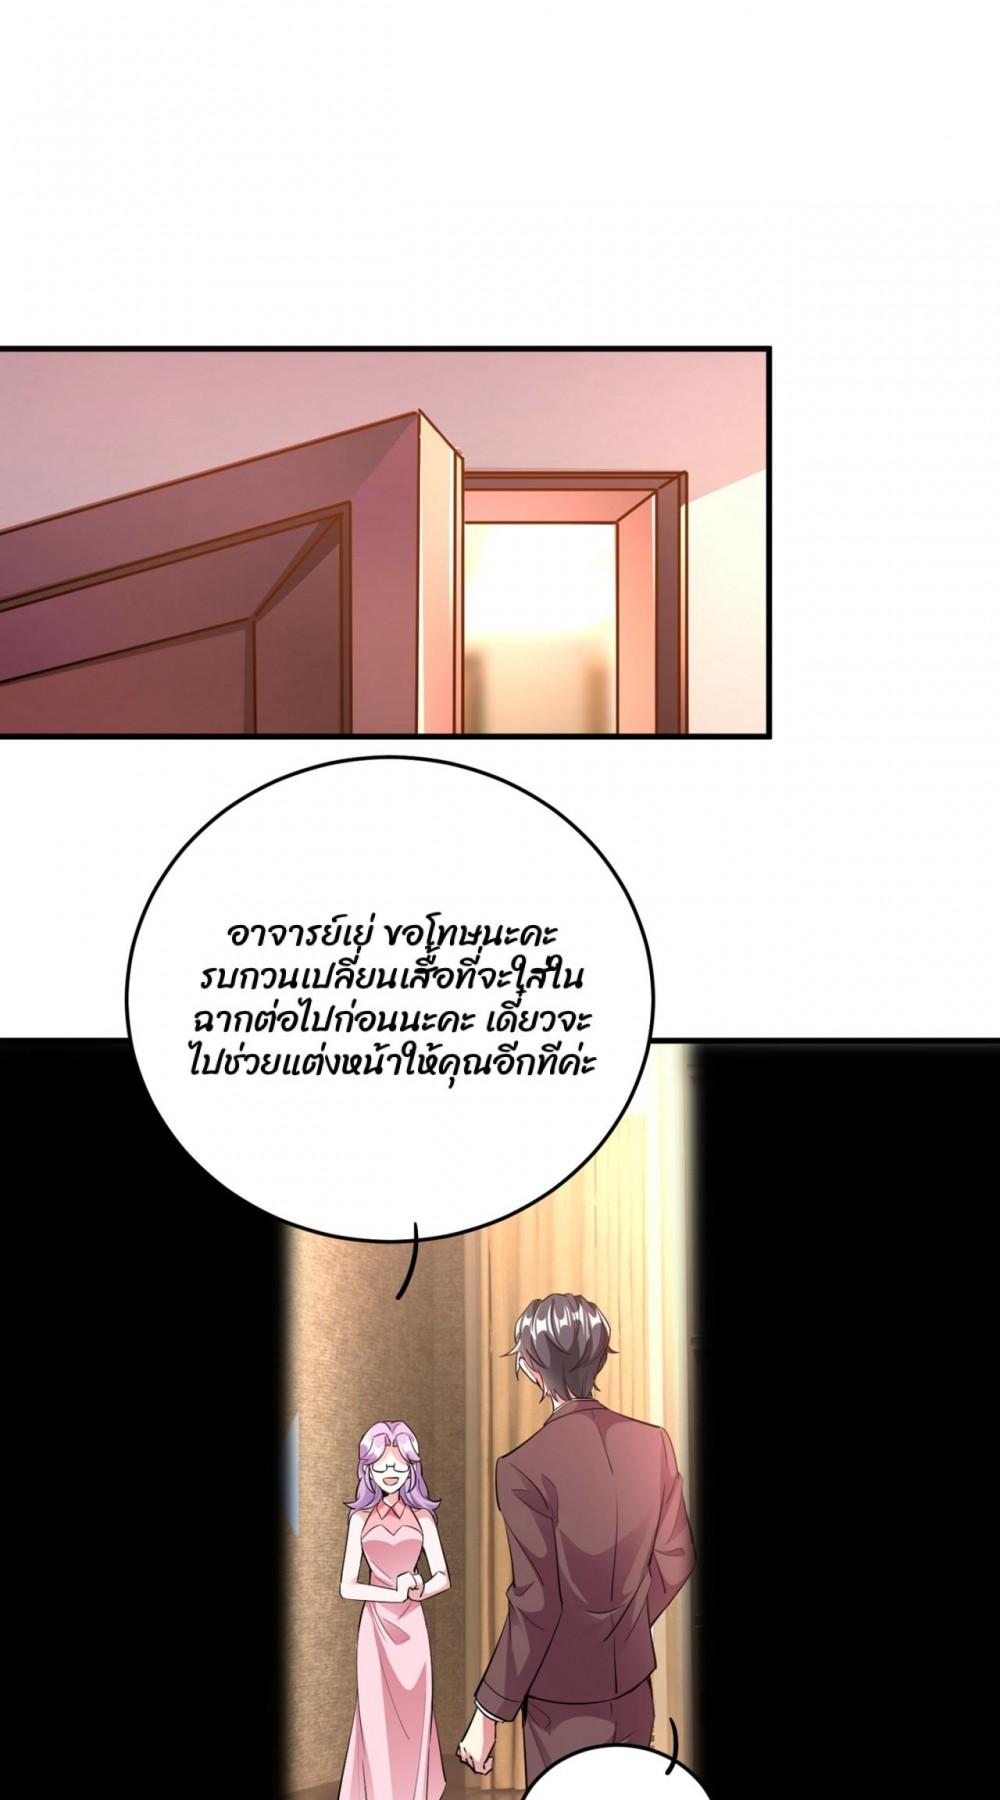 อาจารย์เย่ ขอโทษนะคะ
รบกวนเปลี่ยนเสื้อที่จะใส่ใน
ฉากต่อไปก่อนนะคะ เดี๋ยวจะ
ไปช่วยแต่งหน้าให้คุณอีกทีค่ะ